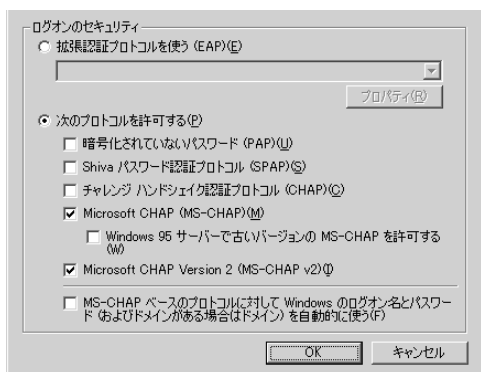 ログオンのセキュリティ
拡張認証プロトコルを使う (EAP)(E)
プロパティ(R)
次のプロトコルを許可する(P)
暗号化されていないパスワード (PAP)(U)
Shiva パスワード認証プロトコル (SPAP)(S)
チャレンジ ハンドシェイク認証プロトコル (CHAP)(C)
Microsoft CHAP (MS-CHAP)(M)
Windows 95 サーバーで古いバージョンの MS-CHAP を許可する
(W)
Microsoft CHAP Version 2 (MS-CHAP v2)(I)
MS-CHAP ベースのプロトコルに対して Windows のログオン名とパスワー
ド (およびドメインがある場合はドメイン) を自動的に使う(F)
OK
キャンセル